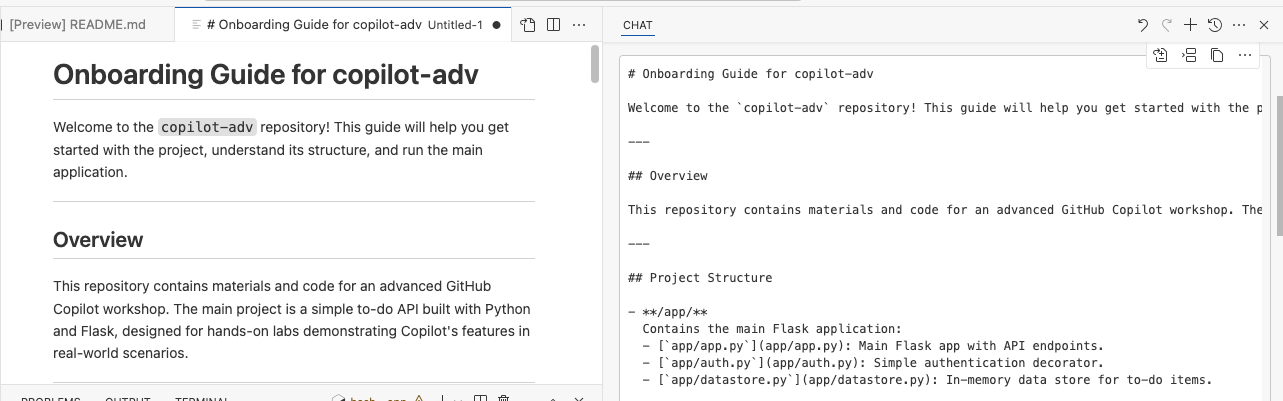 [Preview] README.md
# Onboarding Guide for copilot-adv Untitled-1
Onboarding Guide for copilot-adv
Welcome to the copilot-adv repository! This guide will help you get
started with the project, understand its structure, and run the main
application.
Overview
This repository contains materials and code for an advanced GitHub
Copilot workshop. The main project is a simple to-do API built with Python
and Flask, designed for hands-on labs demonstrating Copilot's features in
real-world scenarios.
PROBLEMS OUTPUT TERMINAL
CHAT
# Onboarding Guide for copilot-adv
Welcome to the `copilot-adv` repository! This guide will help you get started with the p
---
## Overview
This repository contains materials and code for an advanced GitHub Copilot workshop. The
---
## Project Structure
- **/app/**
Contains the main Flask application:
- [`app/app.py`](app/app.py): Main Flask app with API endpoints.
- [`app/auth.py`](app/auth.py): Simple authentication decorator.
- [`app/datastore.py`](app/datastore.py): In-memory data store for to-do items.